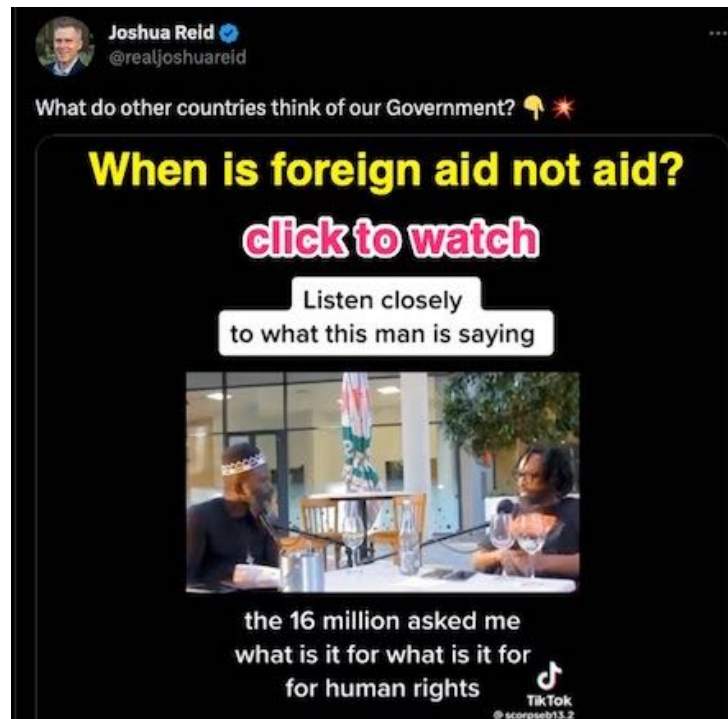 Joshua Reid
@realjoshuareid
What do other countries think of our Government?
When is foreign aid not aid?
click to watch
Listen closely
to what this man is saying
the 16 million asked me
what is it for what is it for
for human rights
TikTok
@scorpseb13.2